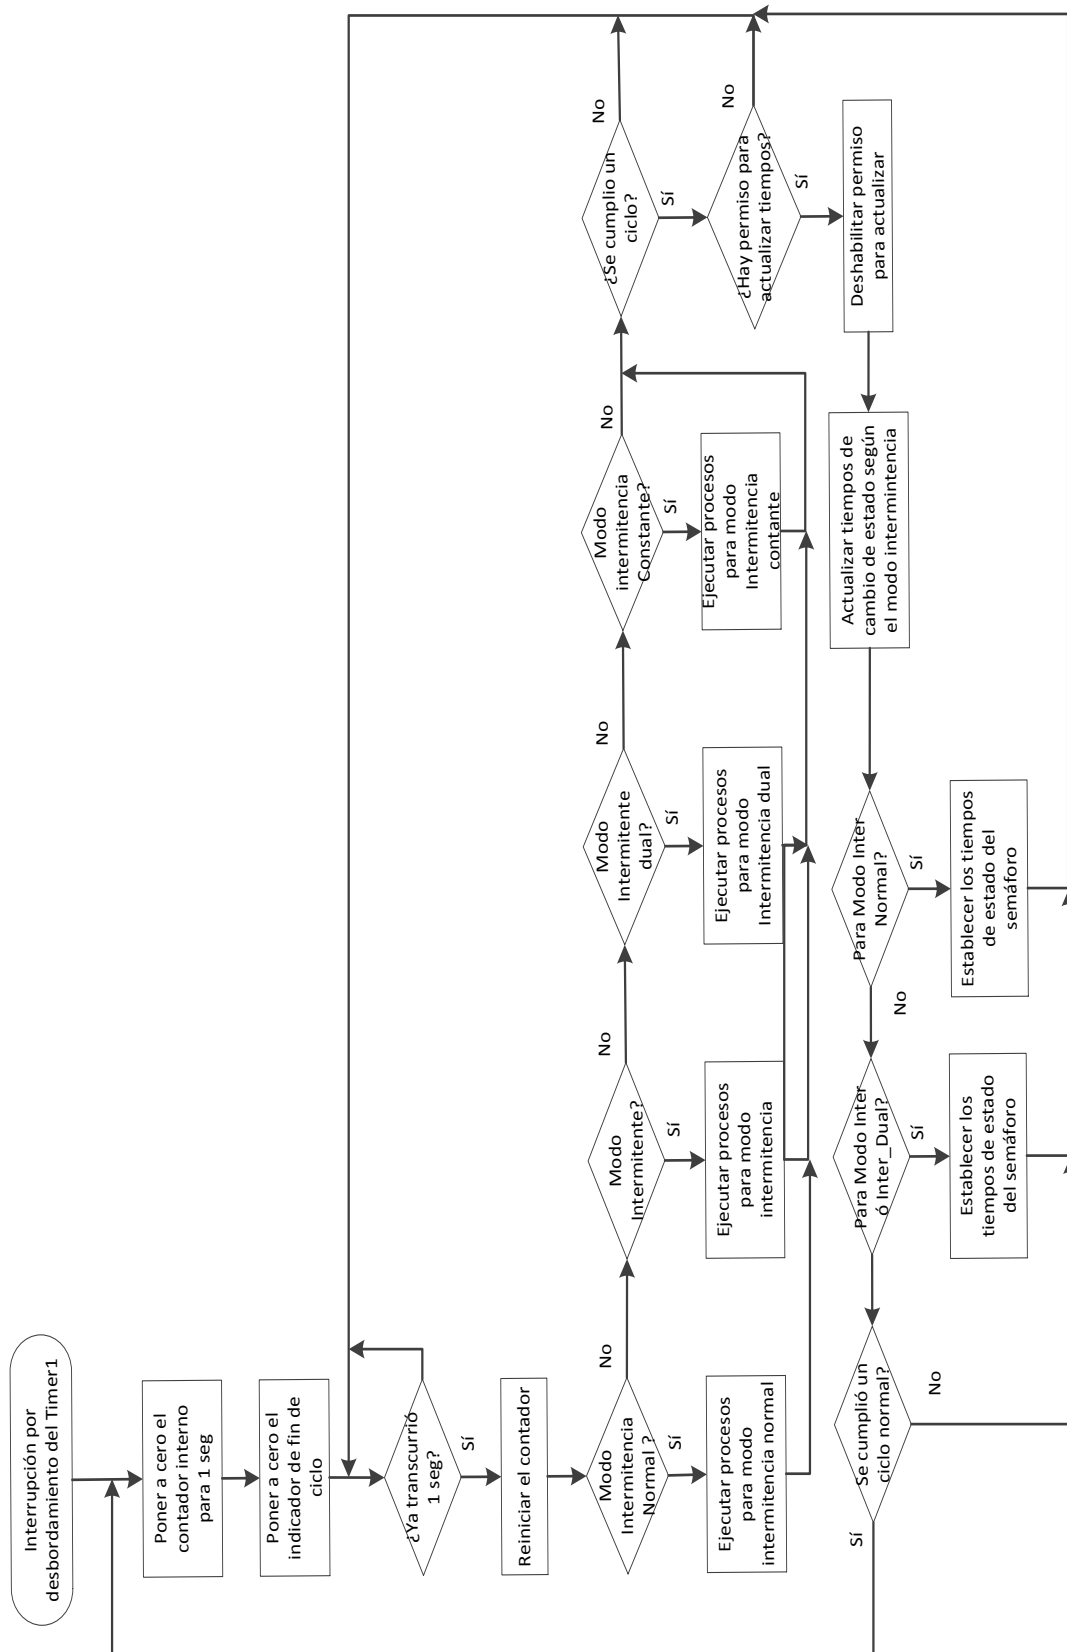 Interrupción por
desbordamiento del Timer1
Poner a cero el
contador interno
para 1 seg
Poner a cero el
indicador de fin de
ciclo
¿Ya transcurrió
1 seg?
Sí
Reiniciar el contador
Modo
Intermitencia
Normal ?
No
Sí
Ejecutar procesos
para modo
intermitencia normal
Modo
Intermitente?
No
Sí
Ejecutar procesos
para modo
intermitencia
Modo
Intermitente
dual?
No
Sí
Ejecutar procesos
para modo
Intermitencia dual
Modo
intermitencia
Constante?
No
Sí
Ejecutar procesos
para modo
Intermitencia
contante
¿Se cumplio un
ciclo?
No
Sí
¿Hay permiso para
actualizar tiempos?
No
Sí
Deshabilitar permiso
para actualizar
Actualizar tiempos de
cambio de estado según
el modo intermintencia
Para Modo Inter
Normal?
Sí
No
Establecer los tiempos
de estado del
semáforo
Para Modo Inter
ó Inter_Dual?
Sí
Establecer los
tiempos de estado
del semáforo
Se cumplió un
ciclo normal?
No
Sí